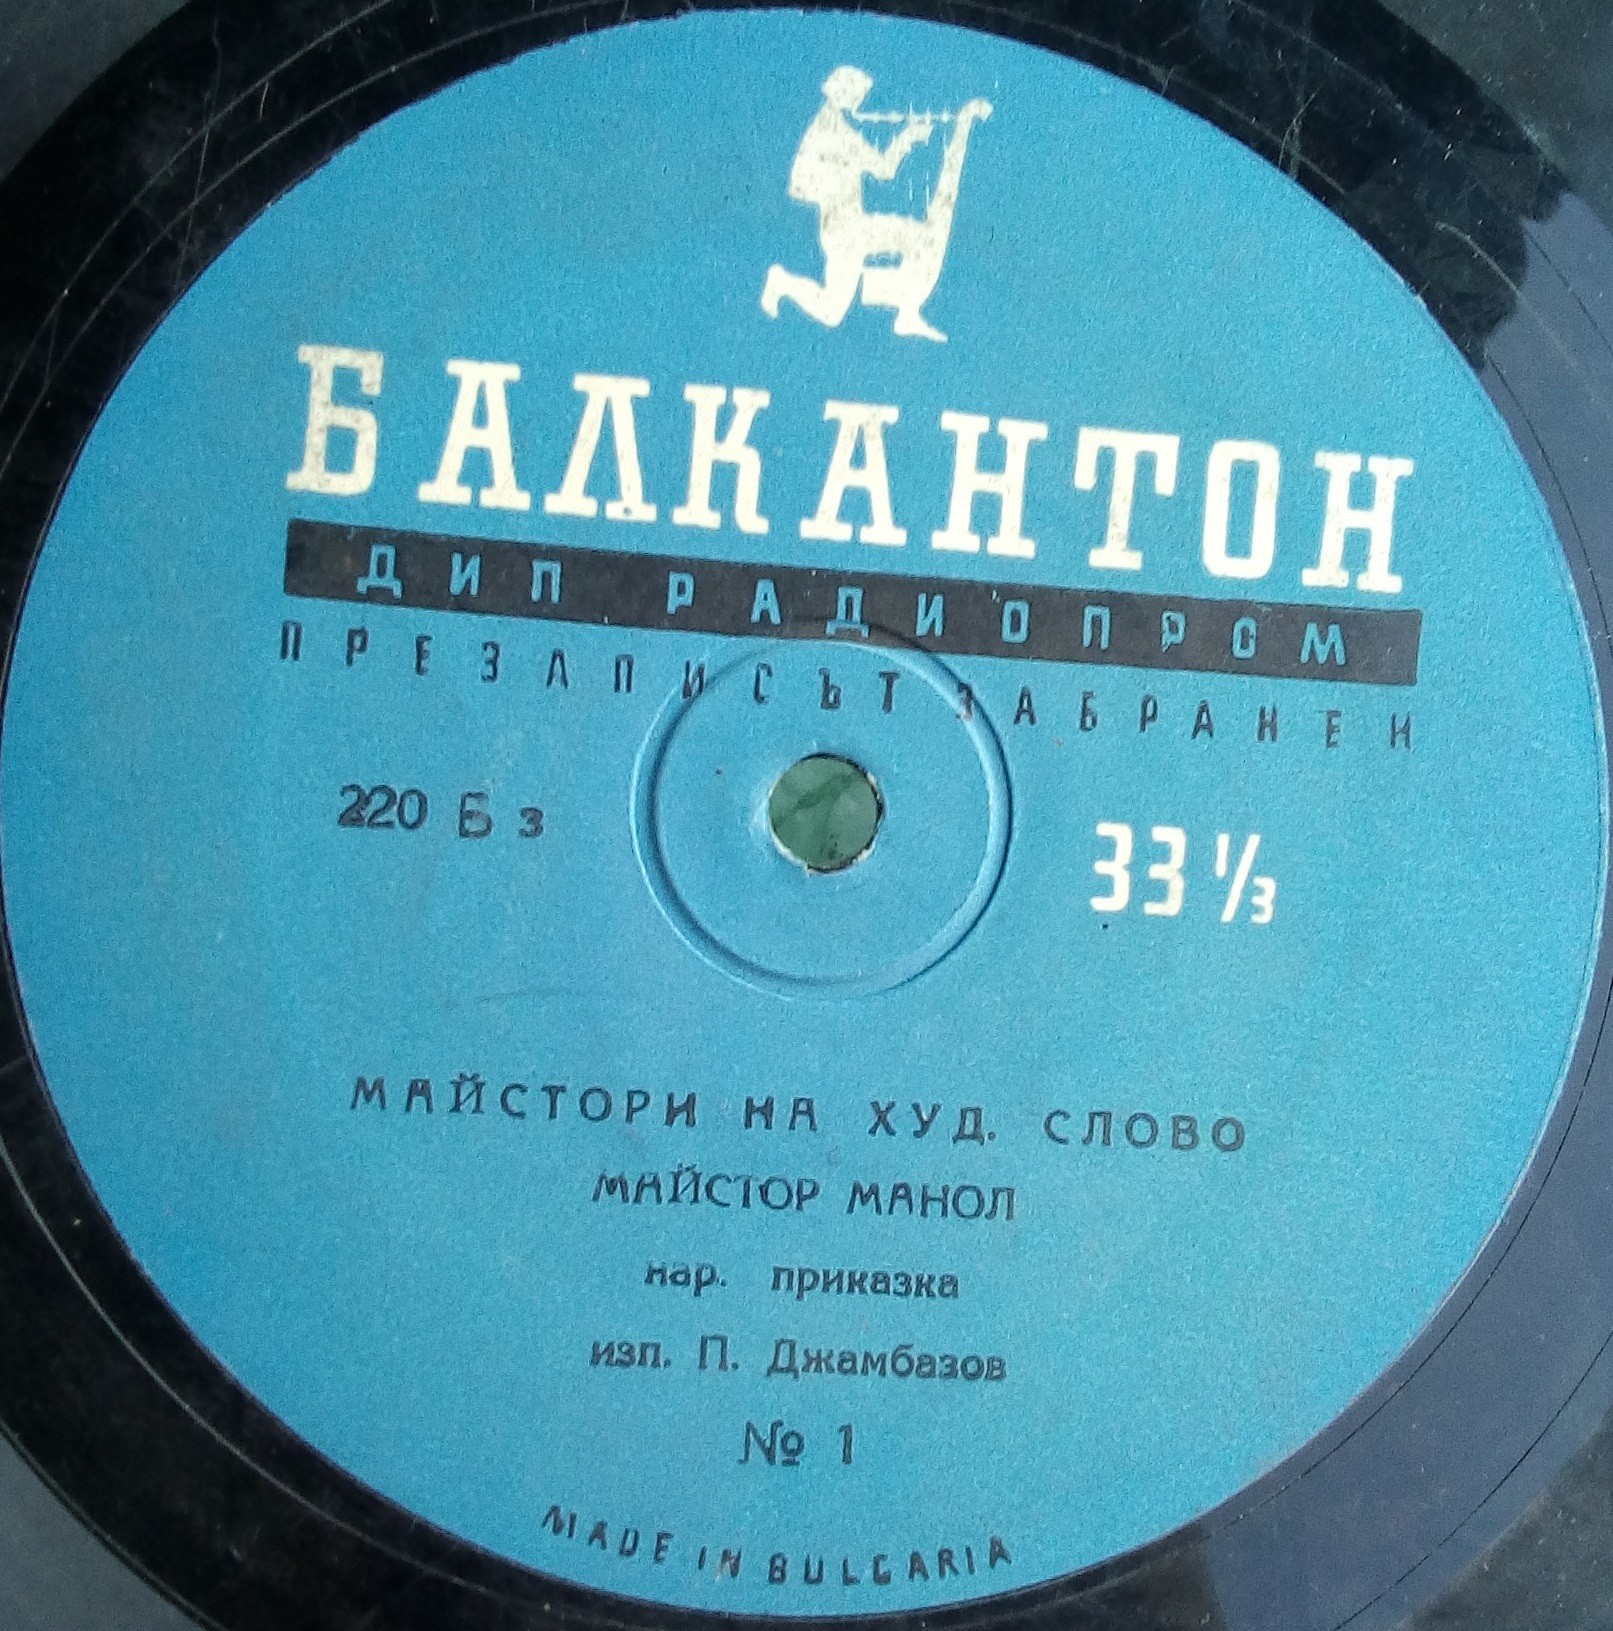 БАЛКАНТОН
ДИП РАДИОПРОМ
ПРЕЗАПИСЪТ ЗАБРАНЕН
220 Б з
33 1/3
МАЙСТОРИ НА ХУД. СЛОВО
МАЙСТОР МАНОЛ
нар. приказка
изп. П. Джамбазов
№ 1
MADE IN BULGARIA